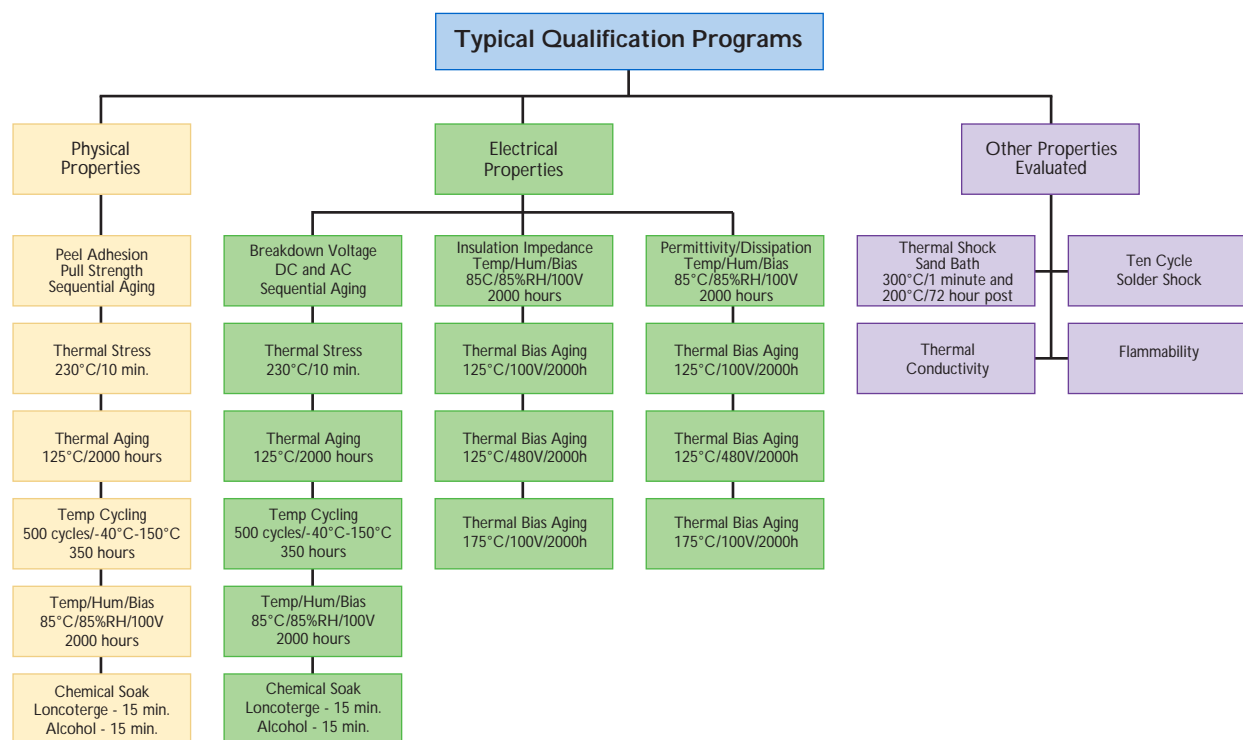 Typical Qualification Programs
Physical
Properties
Peel Adhesion
Pull Strength
Sequential Aging
Thermal Stress
230°C/10 min.
Thermal Aging
125°C/2000 hours
Temp Cycling
500 cycles/-40°C-150°C
350 hours
Temp/Hum/Bias
85°C/85%RH/100V
2000 hours
Chemical Soak
Loncoterge - 15 min.
Alcohol - 15 min.
Electrical
Properties
Breakdown Voltage
DC and AC
Sequential Aging
Thermal Stress
230°C/10 min.
Thermal Aging
125°C/2000 hours
Temp Cycling
500 cycles/-40°C-150°C
350 hours
Temp/Hum/Bias
85°C/85%RH/100V
2000 hours
Chemical Soak
Loncoterge - 15 min.
Alcohol - 15 min.
Insulation Impedance
Temp/Hum/Bias
85C/85%RH/100V
2000 hours
Thermal Bias Aging
125°C/100V/2000h
Thermal Bias Aging
125°C/480V/2000h
Thermal Bias Aging
175°C/100V/2000h
Permittivity/Dissipation
Temp/Hum/Bias
85°C/85%RH/100V
2000 hours
Thermal Bias Aging
125°C/100V/2000h
Thermal Bias Aging
125°C/480V/2000h
Thermal Bias Aging
175°C/100V/2000h
Other Properties
Evaluated
Thermal Shock
Sand Bath
300°C/1 minute and
200°C/72 hour post
Ten Cycle
Solder Shock
Thermal
Conductivity
Flammability